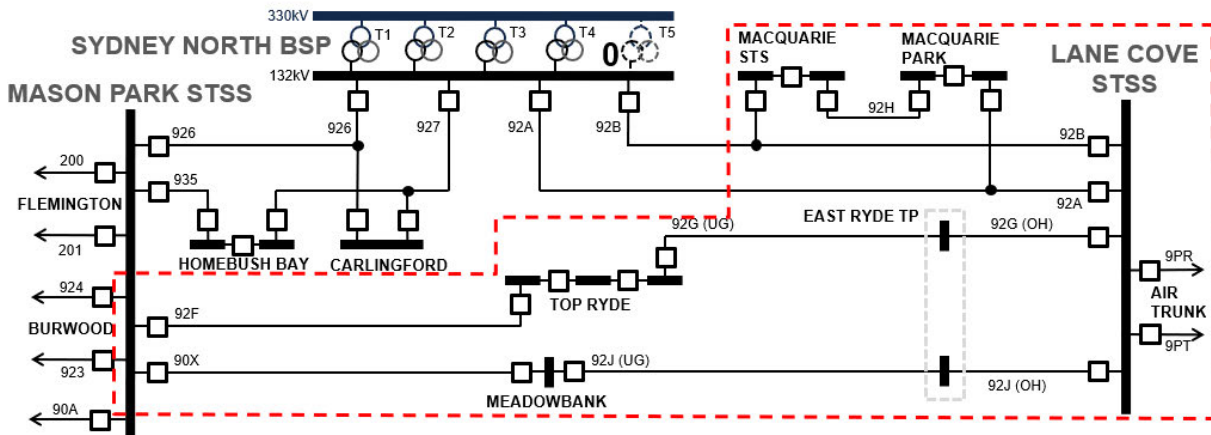 330kV
T1
T2
T3
T4
T5
SYDNEY NORTH BSP
0
132kV
MASON PARK STSS
MACQUARIE
STS
MACQUARIE
PARK
LANE COVE
STSS
926
926
927
92A
92B
92H
92B
200
935
92A
FLEMINGTON
201
HOMEBUSH BAY
CARLINGFORD
92G (UG)
EAST RYDE TP
92G (OH)
924
TOP RYDE
9PR
AIR
TRUNK
9PT
BURWOOD
92F
923
90X
92J (UG)
MEADOWBANK
92J (OH)
90A